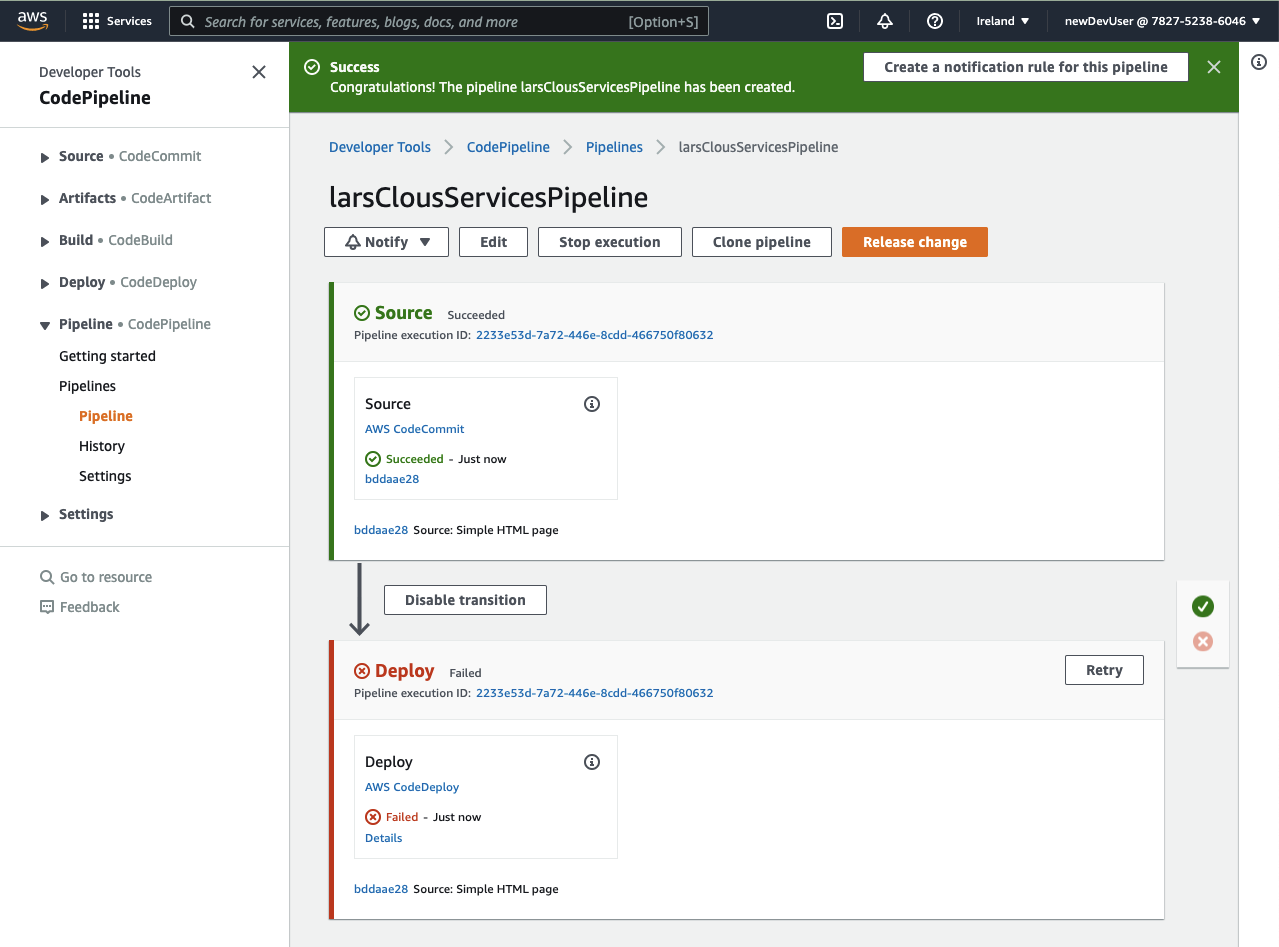 aws
Services
Search for services, features, blogs, docs, and more
[Option+S]
Ireland
newDevUser @ 7827-5238-6046
Developer Tools
CodePipeline
Source • CodeCommit
Artifacts • CodeArtifact
Build • CodeBuild
Deploy • CodeDeploy
Pipeline • CodePipeline
Getting started
Pipelines
Pipeline
History
Settings
Settings
Go to resource
Feedback
Success
Congratulations! The pipeline larsClousServicesPipeline has been created.
Create a notification rule for this pipeline
Developer Tools
CodePipeline
Pipelines
larsClousServicesPipeline
larsClousServicesPipeline
Notify
Edit
Stop execution
Clone pipeline
Release change
Source Succeeded
Pipeline execution ID: 2233e53d-7a72-446e-8cdd-466750f80632
Source
AWS CodeCommit
Succeeded - Just now
bddaae28
bddaae28 Source: Simple HTML page
Disable transition
Deploy Failed
Pipeline execution ID: 2233e53d-7a72-446e-8cdd-466750f80632
Retry
Deploy
AWS CodeDeploy
Failed - Just now
Details
bddaae28 Source: Simple HTML page